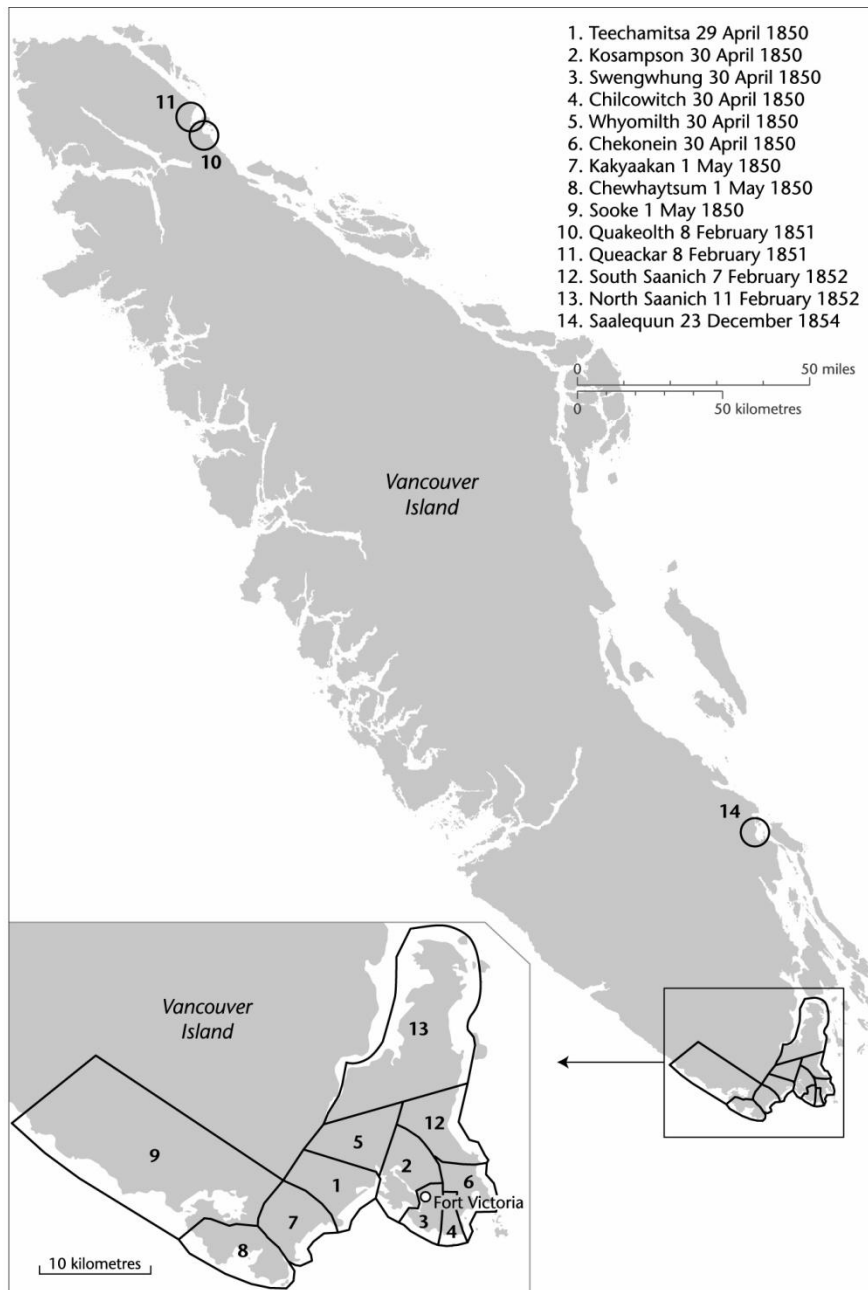 1. Teechamitsa 29 April 1850
2. Kosampson 30 April 1850
3. Swengwhung 30 April 1850
4. Chilcowitch 30 April 1850
5. Whyomilth 30 April 1850
6. Chekonein 30 April 1850
7. Kakyaakan 1 May 1850
8. Chewhaytsum 1 May 1850
9. Sooke 1 May 1850
10. Quakeolth 8 February 1851
11. Queackar 8 February 1851
12. South Saanich 7 February 1852
13. North Saanich 11 February 1852
14. Saalequun 23 December 1854
11
10
0 50 miles
0 50 kilometres
Vancouver
Island
14
Vancouver
Island
13
12
5
9
2
6
1
Fort Victoria
7
3
4
8
10 kilometres